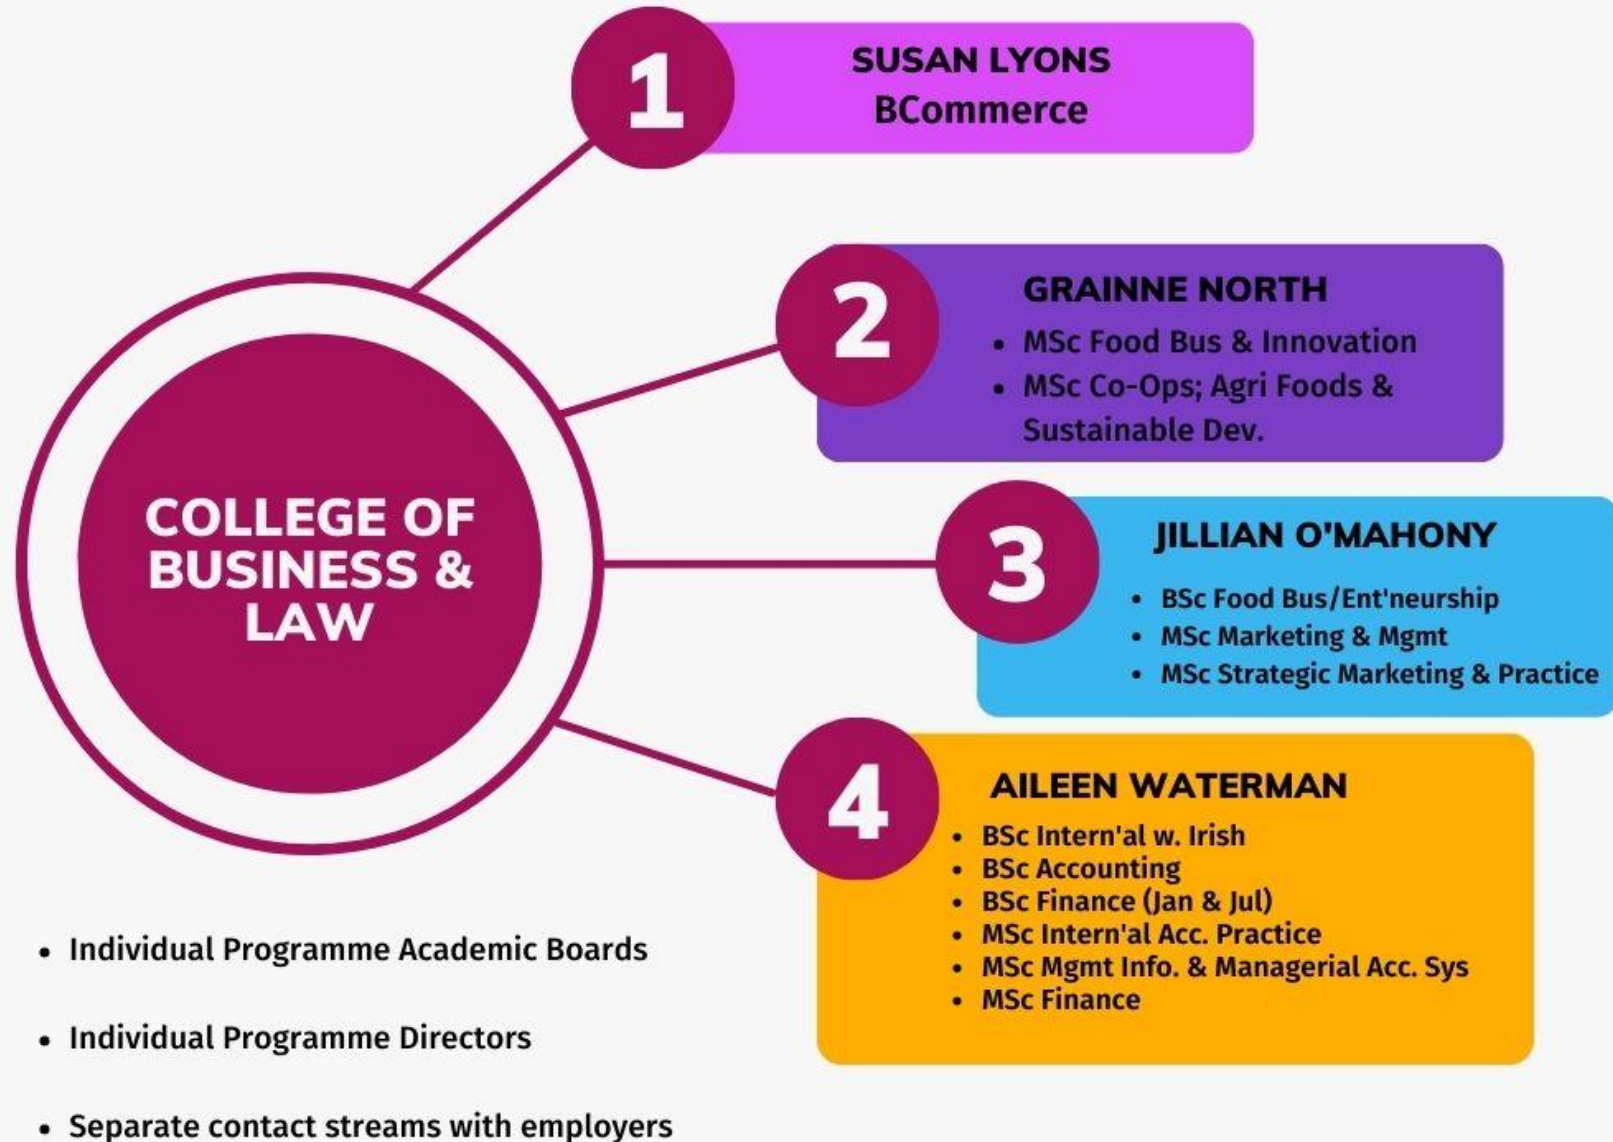 1
SUSAN LYONS
BCommerce
2
GRAINNE NORTH
• MSc Food Bus & Innovation
• MSc Co-Ops; Agri Foods &
Sustainable Dev.
COLLEGE OF
BUSINESS &
LAW
3
JILLIAN O'MAHONY
• BSc Food Bus/Ent'neurship
• MSc Marketing & Mgmt
• MSc Strategic Marketing & Practice
4
AILEEN WATERMAN
• BSc Intern'al w. Irish
• BSc Accounting
• BSc Finance (Jan & Jul)
• MSc Intern'al Acc. Practice
• MSc Mgmt Info. & Managerial Acc. Sys
• MSc Finance
• Individual Programme Academic Boards
• Individual Programme Directors
• Separate contact streams with employers